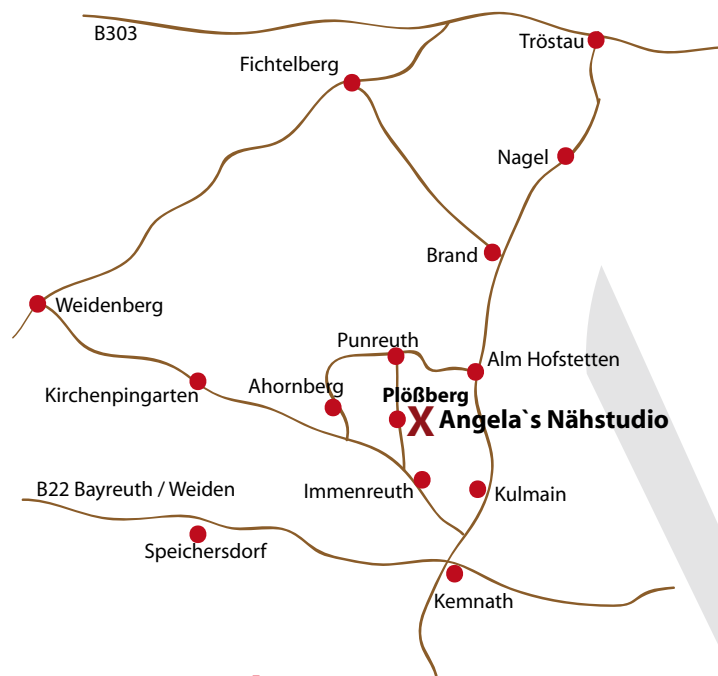 B303
Tröstau
Fichtelberg
Nagel
Brand
Weidenberg
Punreuth
Alm Hofstetten
Kirchenpingarten
Ahornberg
Plößberg
X Angela`s Nähstudio
Immenreuth
Kulmain
B22 Bayreuth / Weiden
Speichersdorf
Kemnath